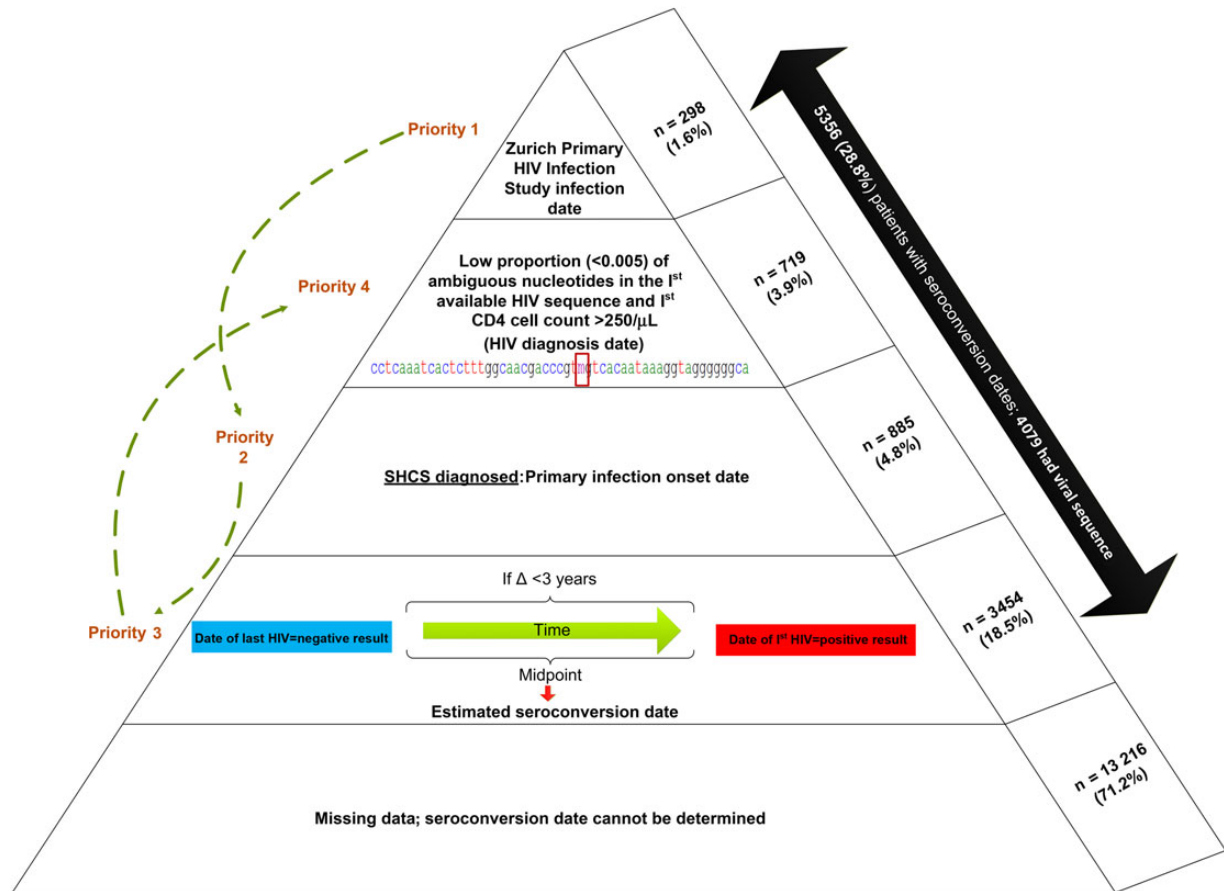 Priority 1
Zurich Primary
HIV Infection
Study infection
date
n = 298
(1.6%)
Priority 4
Low proportion (<0.005) of
ambiguous nucleotides in the Ist
available HIV sequence and Ist
CD4 cell count >250/µL
(HIV diagnosis date)
cctcaaatcactctttggcaacgacccgtmgtcacaataaaggtaggggggca
n = 719
(3.9%)
Priority
2
SHCS diagnosed:Primary infection onset date
n = 885
(4.8%)
Priority 3
If Δ <3 years
Date of last HIV=negative result
Time
Date of Ist HIV=positive result
Midpoint
Estimated seroconversion date
n = 3454
(18.5%)
Missing data; seroconversion date cannot be determined
n = 13 216
(71.2%)
5356 (28.8%) patients with seroconversion dates; 4079 had viral sequence